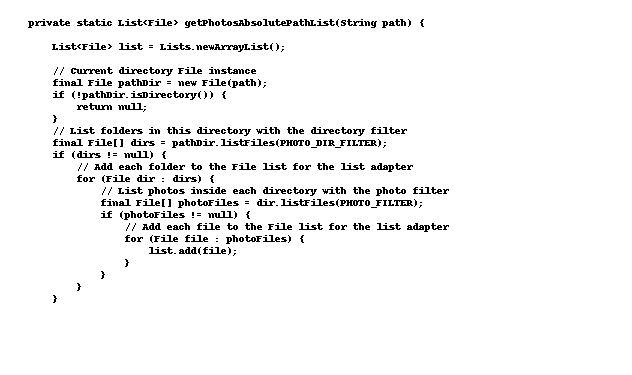 private static List<File> getPhotosAbsolutePathList(String path) {
List<File> list = Lists.newArrayList();
// Current directory File instance
final File pathDir = new File(path);
if (!pathDir.isDirectory()) {
return null;
}
// List folders in this directory with the directory filter
final File[] dirs = pathDir.listFiles(PHOTO_DIR_FILTER);
if (dirs != null) {
// Add each folder to the File list for the list adapter
for (File dir : dirs) {
// List photos inside each directory with the photo filter
final File[] photoFiles = dir.listFiles(PHOTO_FILTER);
if (photoFiles != null) {
// Add each file to the File list for the list adapter
for (File file : photoFiles) {
list.add(file);
}
}
}
}